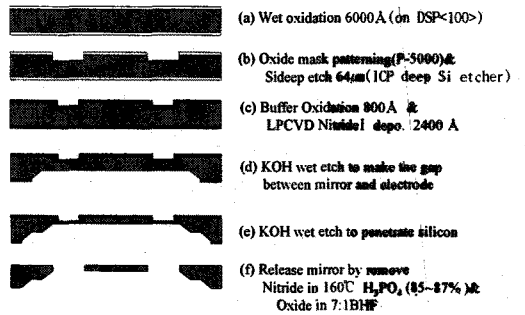 (a) Wet oxidation 6000Å (on DSP<100>)
(b) Oxide mask patterning(P-5000)&
Sideep etch 64㎛(ICP deep Si etcher)
(c) Buffer Oxidation 800Å &
LPCVD Nitride1 depo. 2400 Å
(d) KOH wet etch to make the gap
between mirror and electrode
(e) KOH wet etch to penetrate silicon
(f) Release mirror by remove
Nitride in 160℃ H₃PO₄ (85~87%)&
Oxide in 7:1BHF